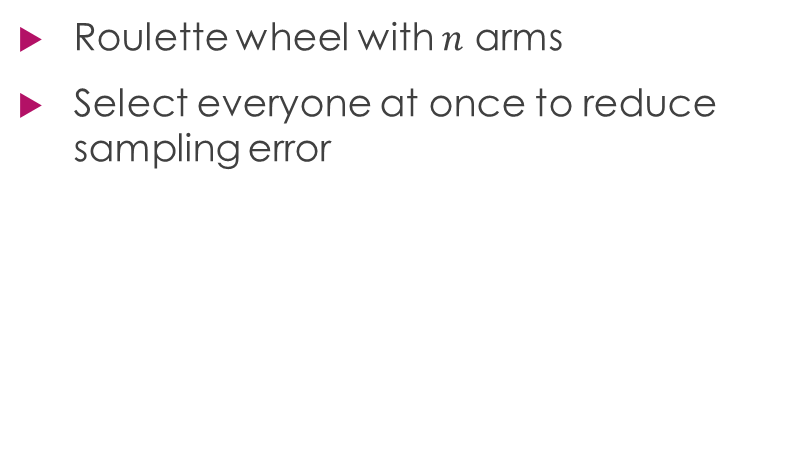 Roulette wheel with n arms
Select everyone at once to reduce
sampling error